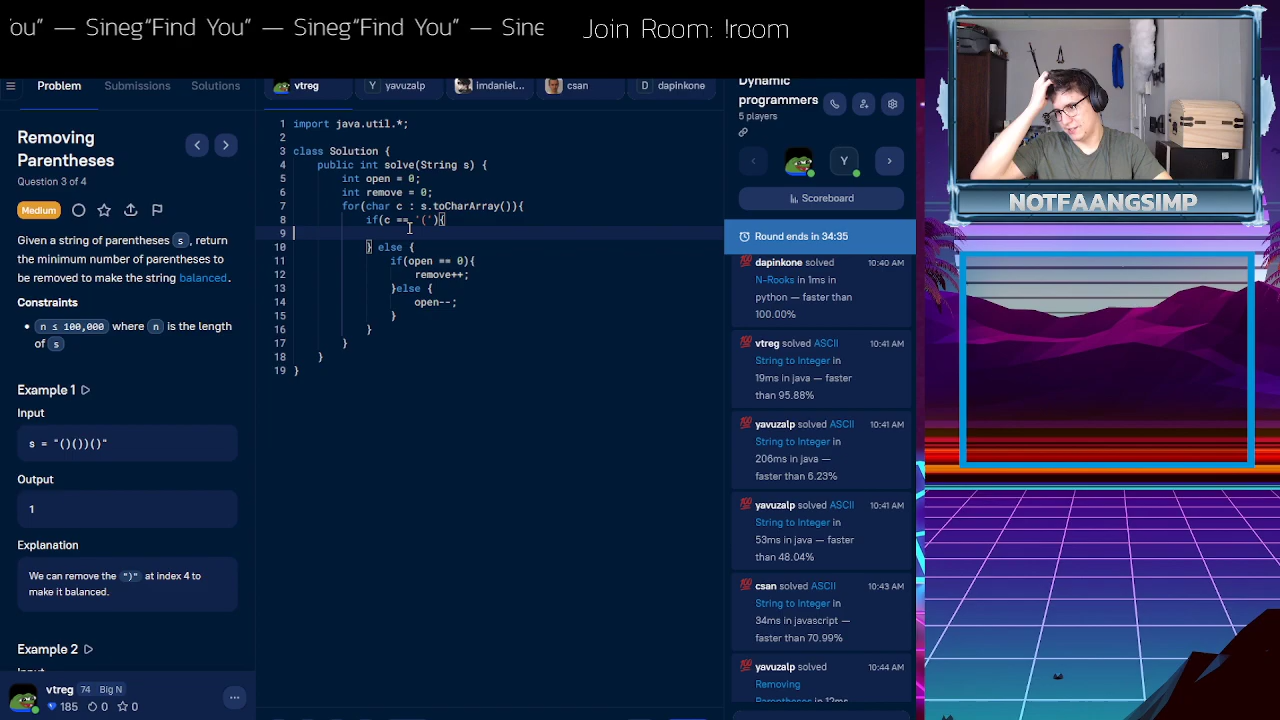 ou” — Sineg“Find You” — Sineg“Find You” — Sine
Join Room: !room
Problem
Submissions
Solutions
Removing
Parentheses
Question 3 of 4
Medium
Given a string of parentheses s, return
the minimum number of parentheses
to be removed to make the string balanced.
Constraints
• n ≤ 100,000 where n is the length
of s
Example 1
Input
s = "()())()"
Output
1
Explanation
We can remove the ")" at index 4 to
make it balanced.
Example 2
vtreg 74 Big N
185 0 0
vtreg
Y yavuzalp
imdaniel...
csan
D dapinkone
1 import java.util.*;
2
3 class Solution {
4 public int solve(String s) {
5 int open = 0;
6 int remove = 0;
7 for(char c : s.toCharArray()){
8 if(c == '('){
9
10 } else {
11 if(open == 0){
12 remove++;
13 }else {
14 open--;
15 }
16 }
17 }
18 }
19 }
Dynamic
programmers
5 players
Y
Scoreboard
Round ends in 34:35
dapinkone solved 10:40 AM
N-Rooks in 1ms in
python — faster than
100.00%
vtreg solved ASCII 10:41 AM
String to Integer in
19ms in java — faster
than 95.88%
yavuzalp solved ASCII 10:41 AM
String to Integer in
206ms in java —
faster than 6.23%
yavuzalp solved ASCII 10:41 AM
String to Integer in
53ms in java — faster
than 48.04%
csan solved ASCII 10:43 AM
String to Integer in
34ms in javascript —
faster than 70.99%
yavuzalp solved 10:44 AM
Removing
Parentheses in 12ms
NOTFAANGSIMP